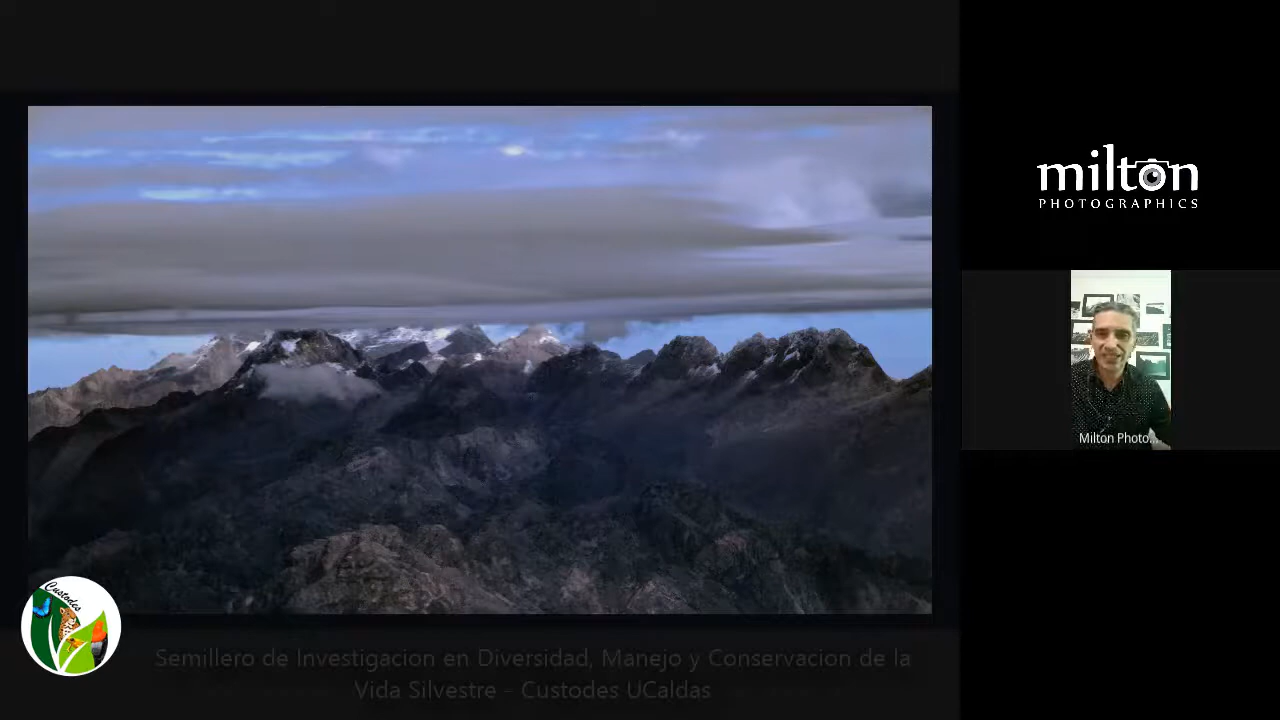 milton
PHOTOGRAPHICS
Milton Photo...
Custodes
Semillero de Investigacion en Diversidad, Manejo y Conservacion de la
Vida Silvestre - Custodes UCaldas